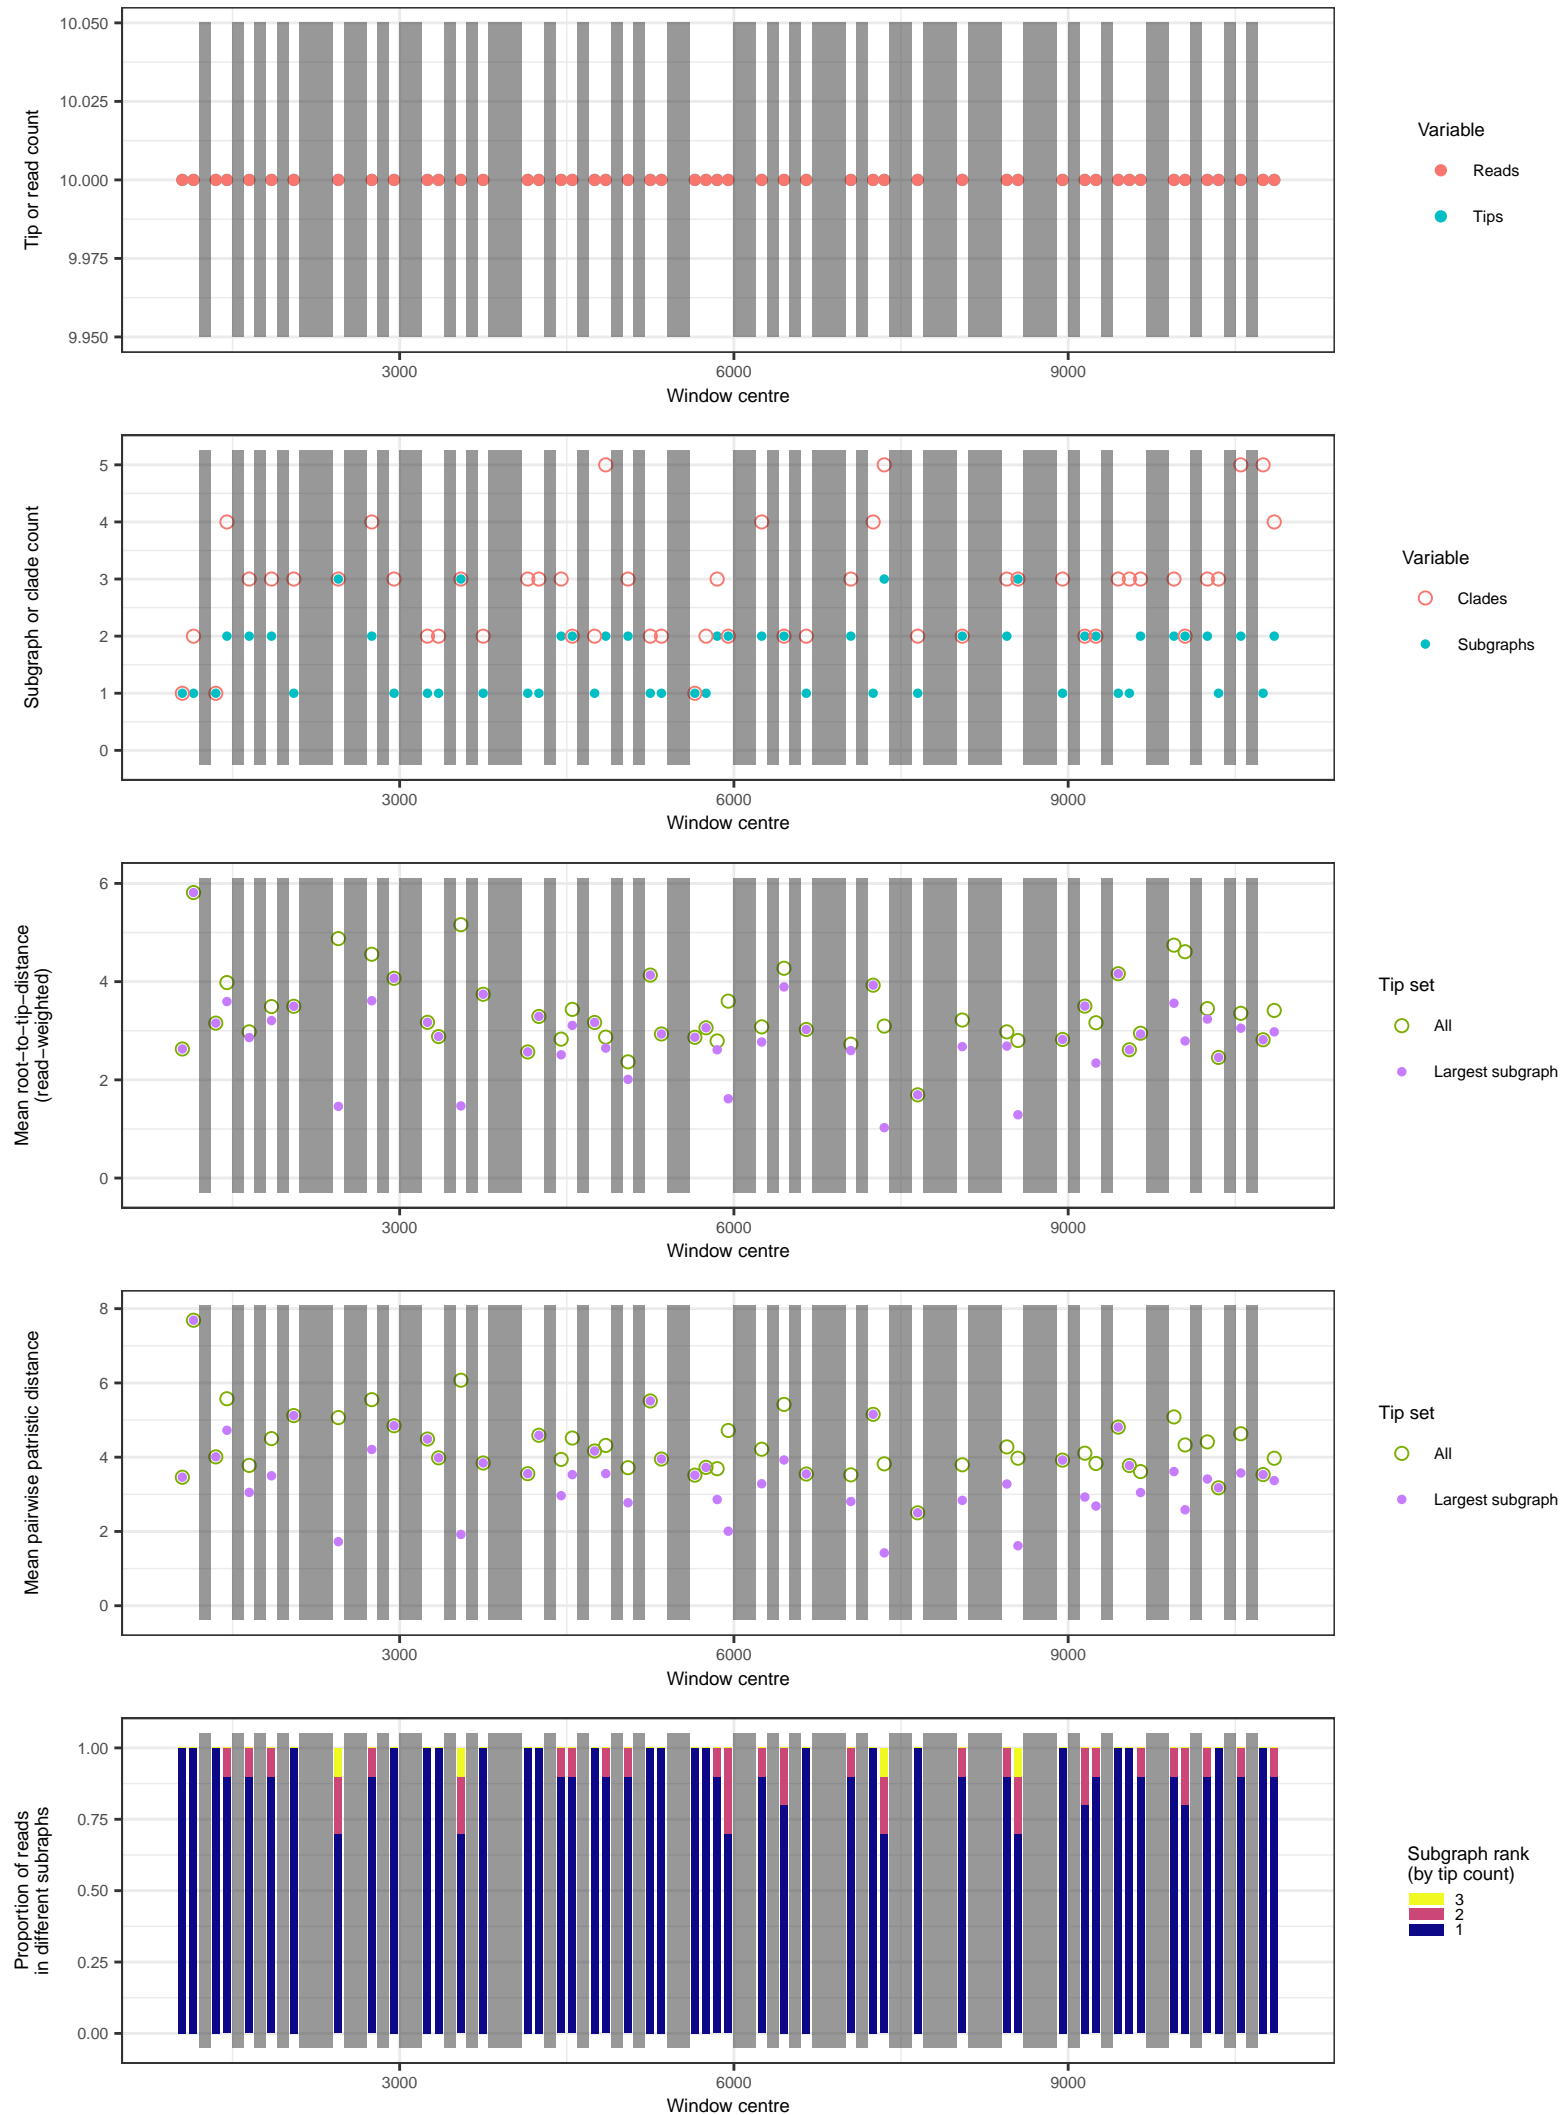 10.050
10.025
10.000
9.975
9.950
Tip or read count
3000
6000
9000
Window centre
Variable
Reads
Tips
5
4
3
2
1
0
Subgraph or clade count
3000
6000
9000
Window centre
Variable
Clades
Subgraphs
6
4
2
0
Mean root−to−tip−distance
(read−weighted)
3000
6000
9000
Window centre
Tip set
All
Largest subgraph
8
6
4
2
0
Mean pairwise patristic distance
3000
6000
9000
Window centre
Tip set
All
Largest subgraph
1.00
0.75
0.50
0.25
0.00
Proportion of reads
in different subraphs
3000
6000
9000
Window centre
Subgraph rank
(by tip count)
3
2
1